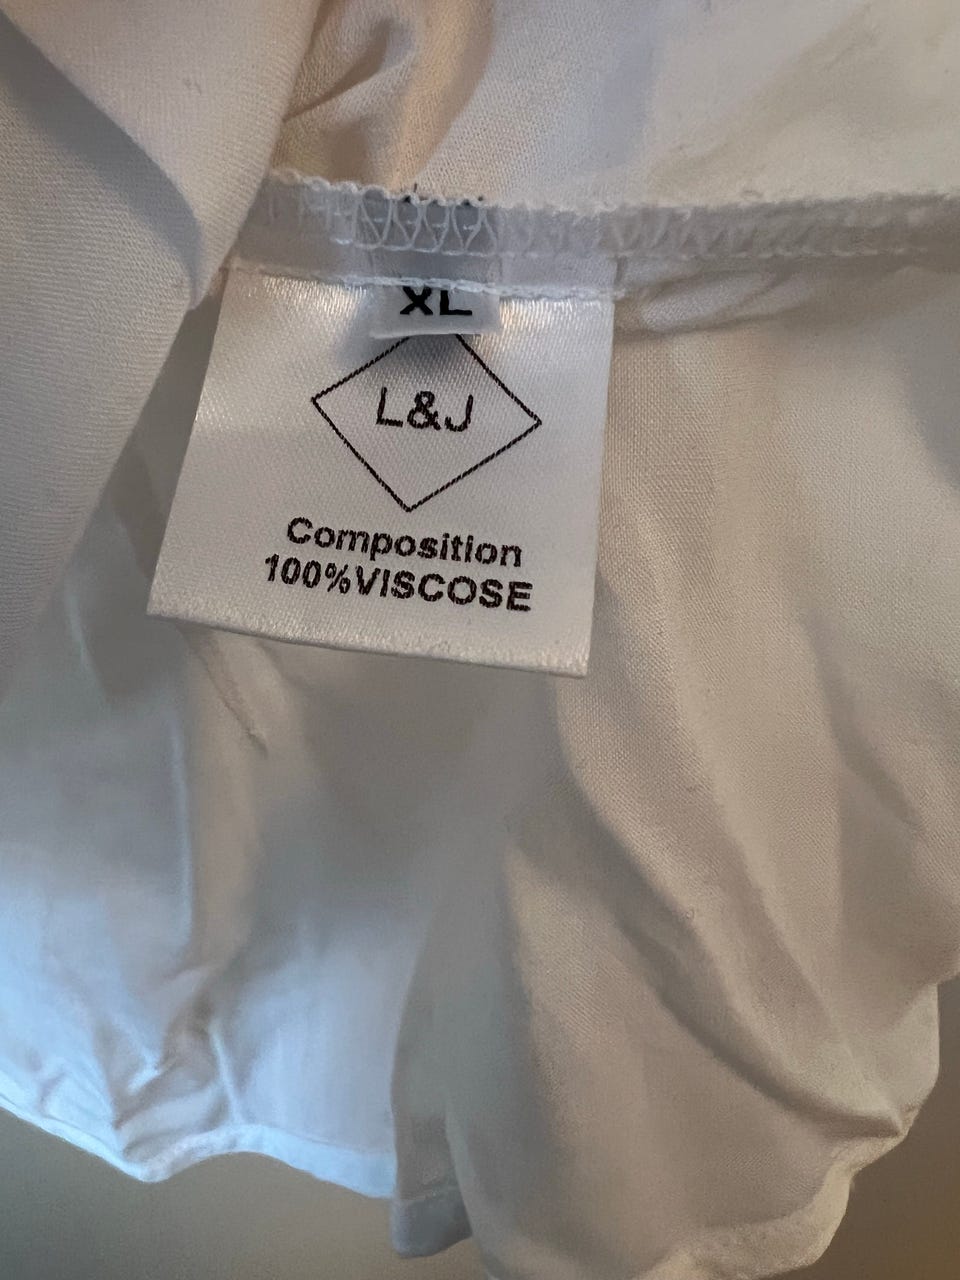 XL
L&J
Composition
100%VISCOSE